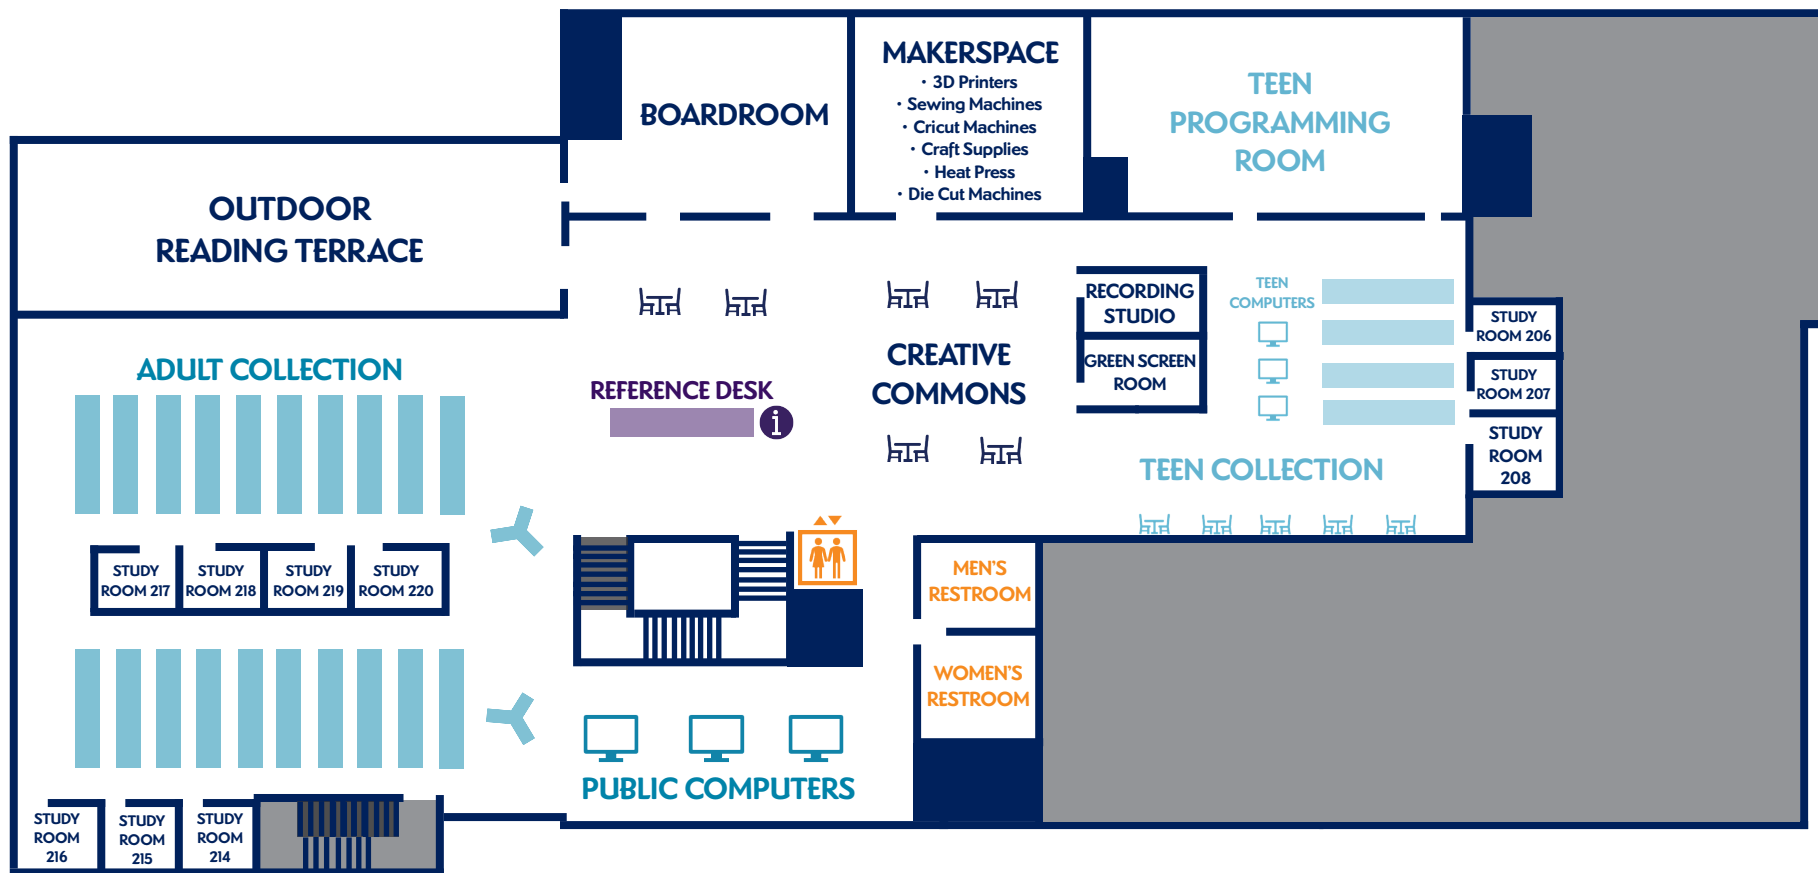 BOARDROOM
MAKERSPACE
· 3D Printers
· Sewing Machines
· Cricut Machines
· Craft Supplies
· Heat Press
· Die Cut Machines
TEEN
PROGRAMMING
ROOM
OUTDOOR
READING TERRACE
RECORDING
STUDIO
GREEN SCREEN
ROOM
TEEN
COMPUTERS
STUDY
ROOM 206
STUDY
ROOM 207
STUDY
ROOM
208
ADULT COLLECTION
REFERENCE DESK
i
CREATIVE
COMMONS
TEEN COLLECTION
STUDY
ROOM 217
STUDY
ROOM 218
STUDY
ROOM 219
STUDY
ROOM 220
MEN'S
RESTROOM
WOMEN'S
RESTROOM
PUBLIC COMPUTERS
STUDY
ROOM
216
STUDY
ROOM
215
STUDY
ROOM
214